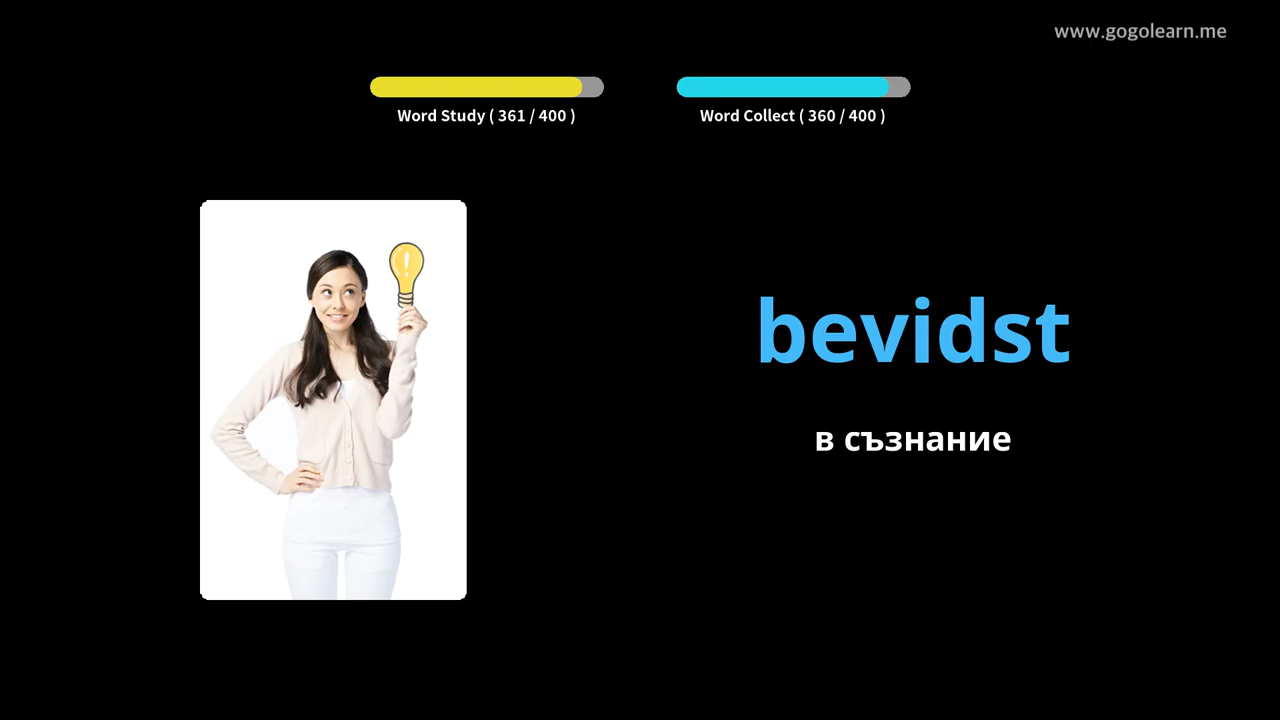 www.gogolearn.me
Word Study ( 361 / 400 )
Word Collect ( 360 / 400 )
bevidst
в съзнание